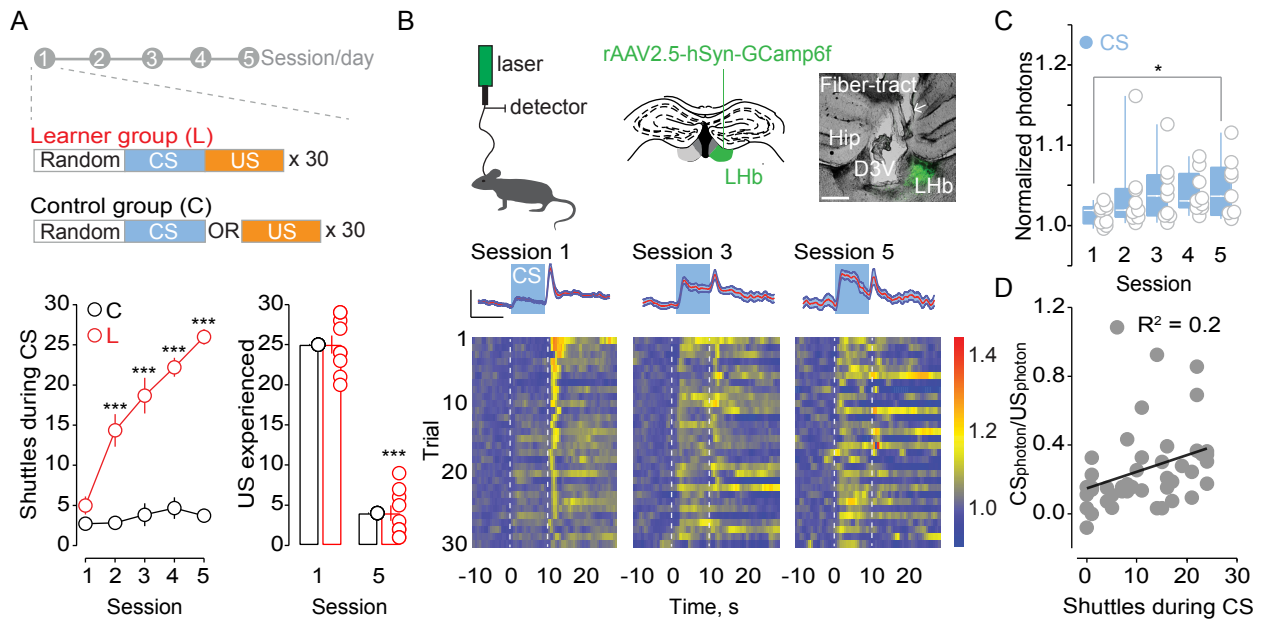 A
1 2 3 4 5 Session/day
Learner group (L)
Random CS US x 30
Control group (C)
Random CS OR US x 30
30
25
20
15
10
5
0
Shuttles during CS
C
L
***
***
***
***
1 2 3 4 5
Session
30
25
20
15
10
5
0
US experienced
***
1 5
Session
B
laser
detector
rAAV2.5-hSyn-GCamp6f
LHb
Fiber-tract
Hip
D3V
LHb
Session 1
Session 3
Session 5
CS
1
10
20
30
Trial
-10 0 10 20
-10 0 10 20
-10 0 10 20
Time, s
1.4
1.2
1.0
C
CS
*
1.2
1.1
1.0
Normalized photons
1 2 3 4 5
Session
D
R² = 0.2
1.2
0.8
0.4
0.0
CSphoton/USphoton
0 10 20 30
Shuttles during CS